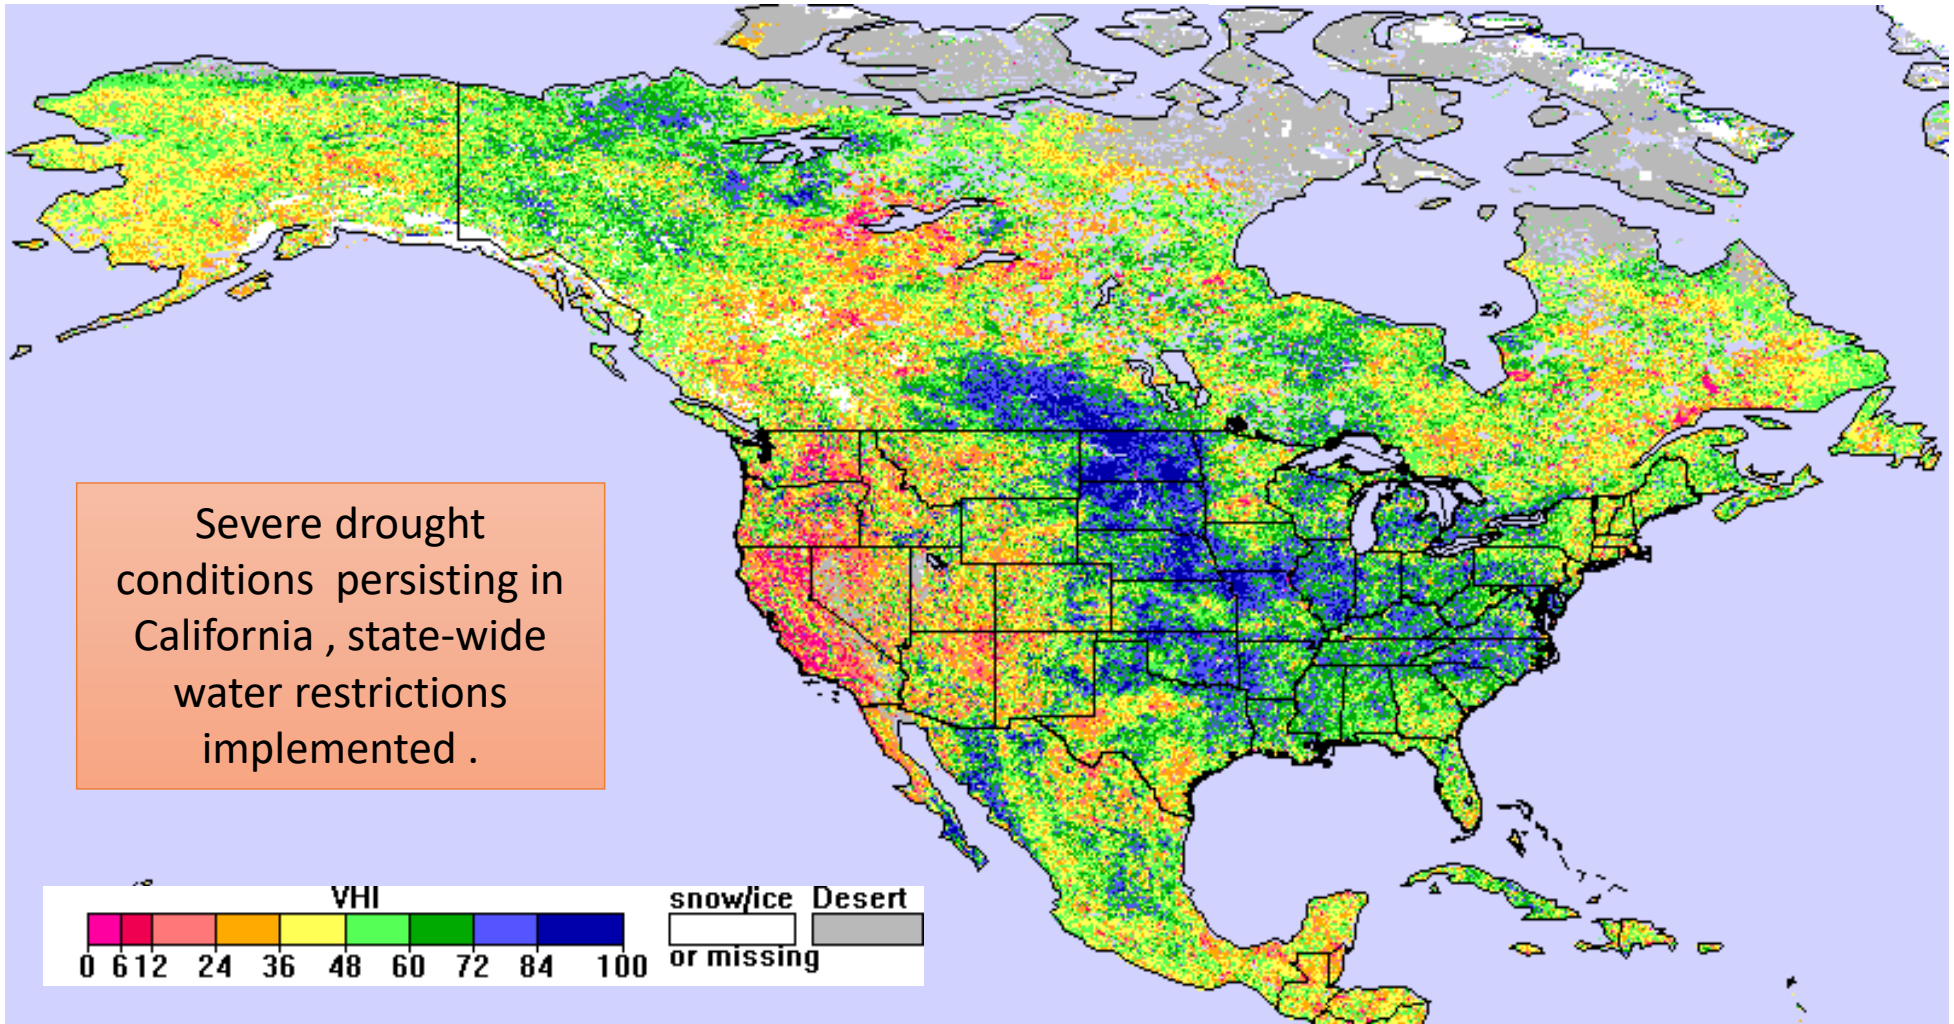 Severe drought
conditions  persisting in
California , state-wide
water restrictions
implemented .
VHI
snow/ice Desert
or missing
0 6 12 24 36 48 60 72 84 100